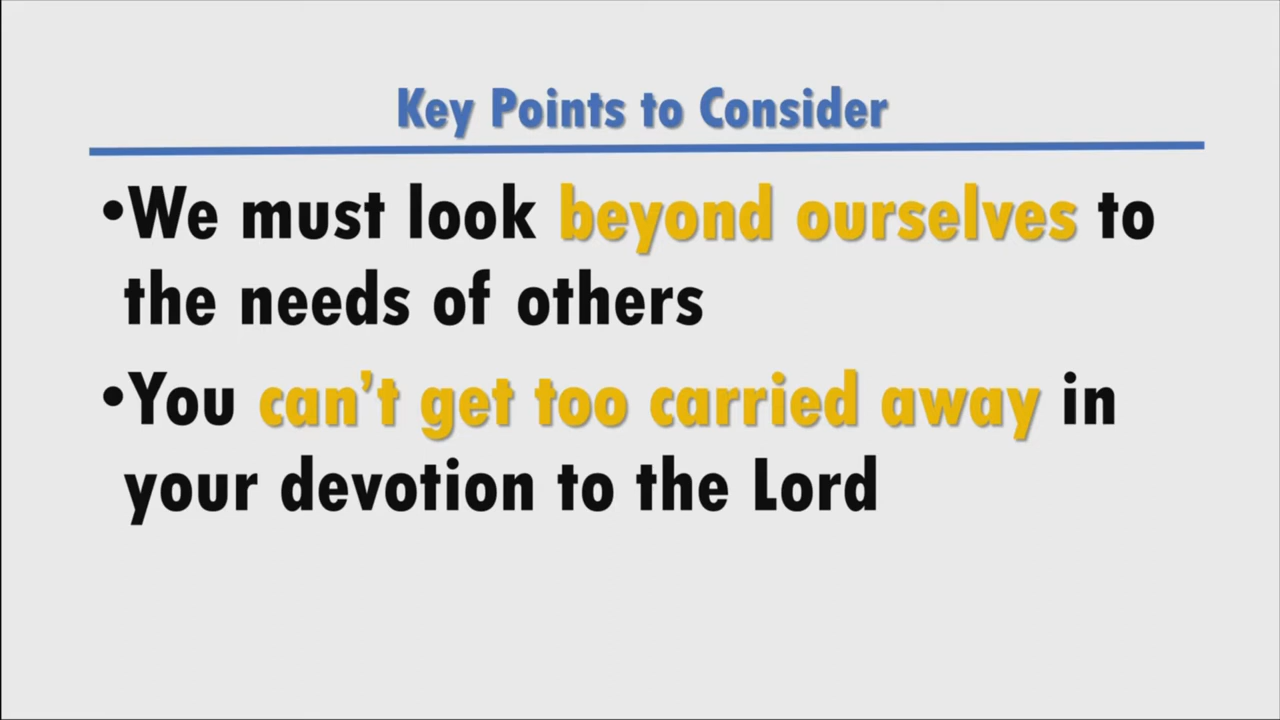 Key Points to Consider
•We must look beyond ourselves to
the needs of others
•You can’t get too carried away in
your devotion to the Lord